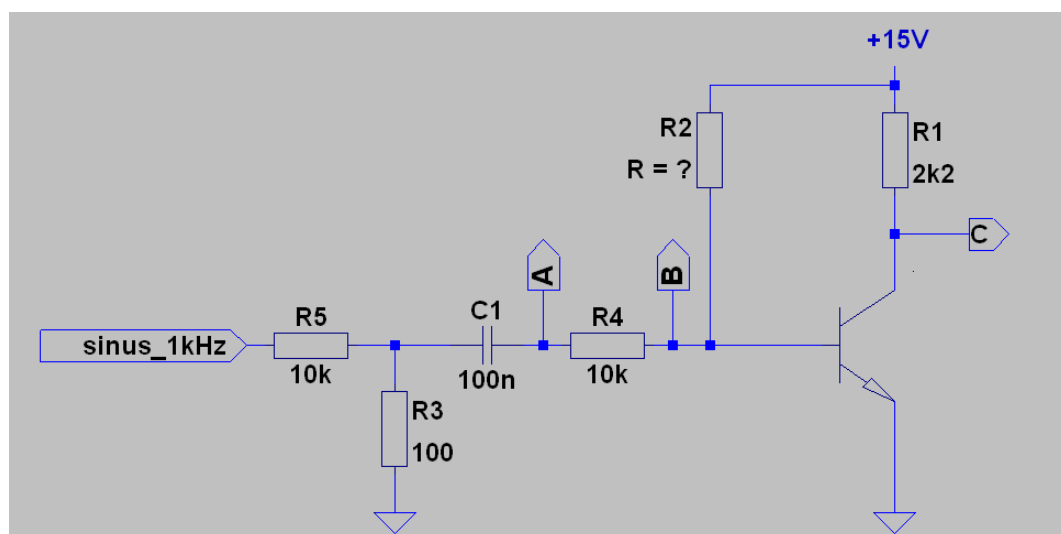 +15V
R2
R = ?
R1
2k2
C
A
B
sinus_1kHz
R5
10k
C1
100n
R4
10k
R3
100